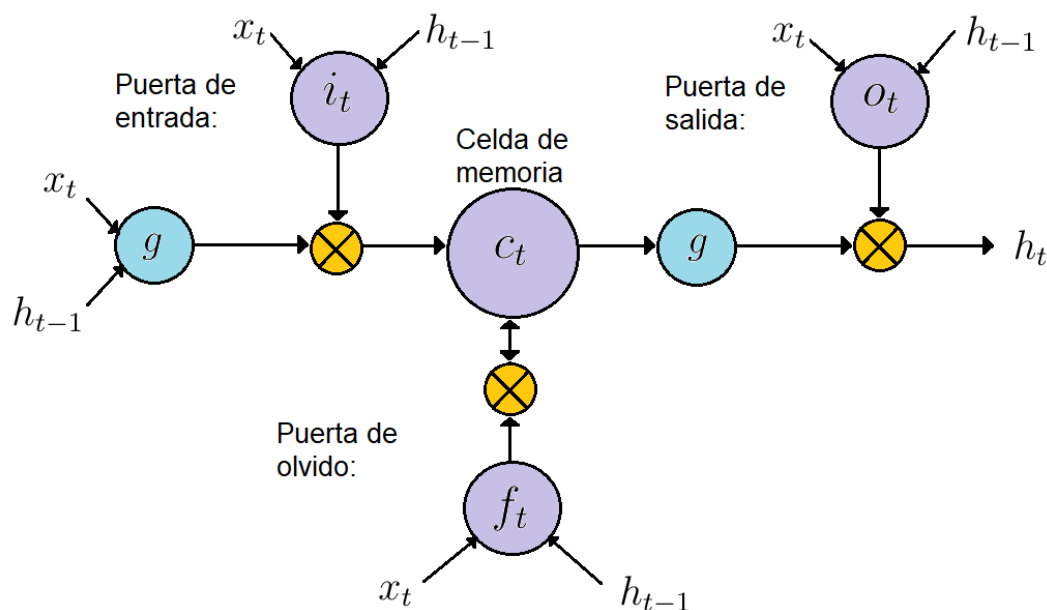 x_t
h_{t-1}
Puerta de
entrada:
i_t
x_t
h_{t-1}
Puerta de
salida:
o_t
Celda de
memoria
x_t
g
h_{t-1}
c_t
g
h_t
Puerta de
olvido:
f_t
x_t
h_{t-1}